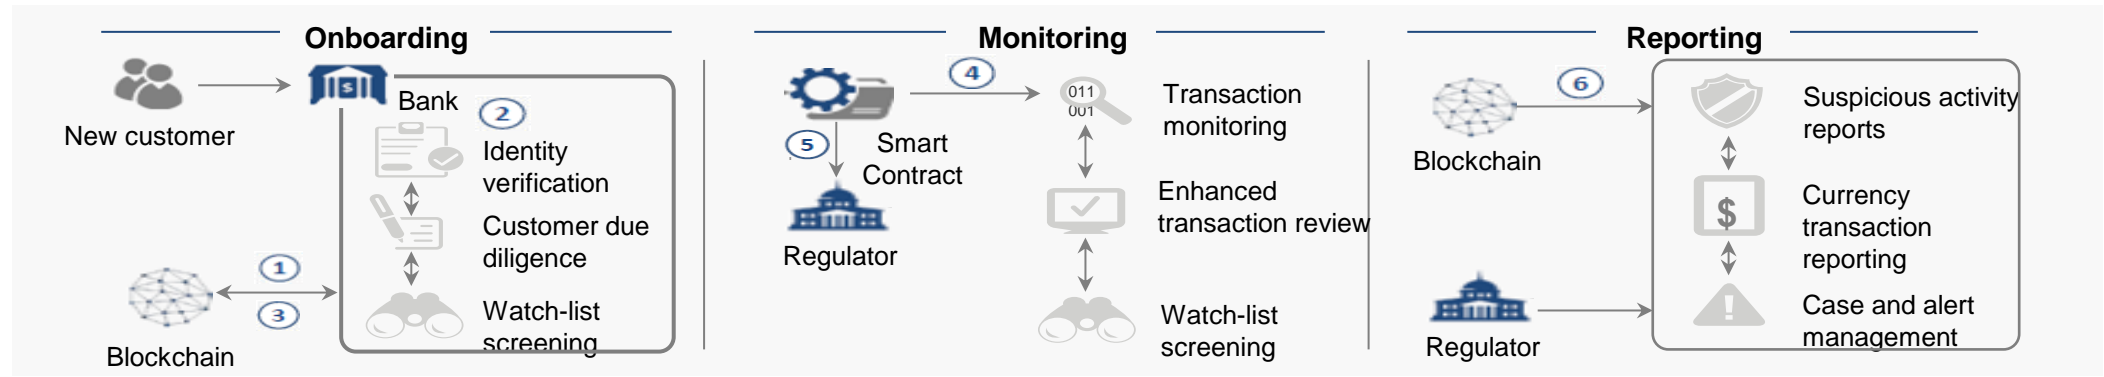 Onboarding
New customer
Bank
2
Identity
verification
Customer due
diligence
Watch-list
screening
1
3
Blockchain
Monitoring
4
5
Smart
Contract
Regulator
011
001
Transaction
monitoring
Enhanced
transaction review
Watch-list
screening
Reporting
6
Blockchain
Regulator
Suspicious activity
reports
$
Currency
transaction
reporting
!
Case and alert
management